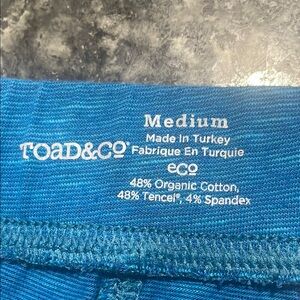 Medium
Made In Turkey
TOAD&CO® Fabrique En Turquie
eco
48% Organic Cotton,
48% Tencel®, 4% Spandex